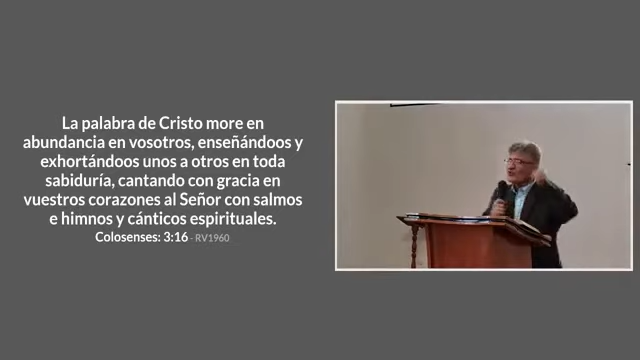 La palabra de Cristo more en
abundancia en vosotros, enseñándoos y
exhortándoos unos a otros en toda
sabiduría, cantando con gracia en
vuestros corazones al Señor con salmos
e himnos y cánticos espirituales.
Colosenses: 3:16 - RV1960